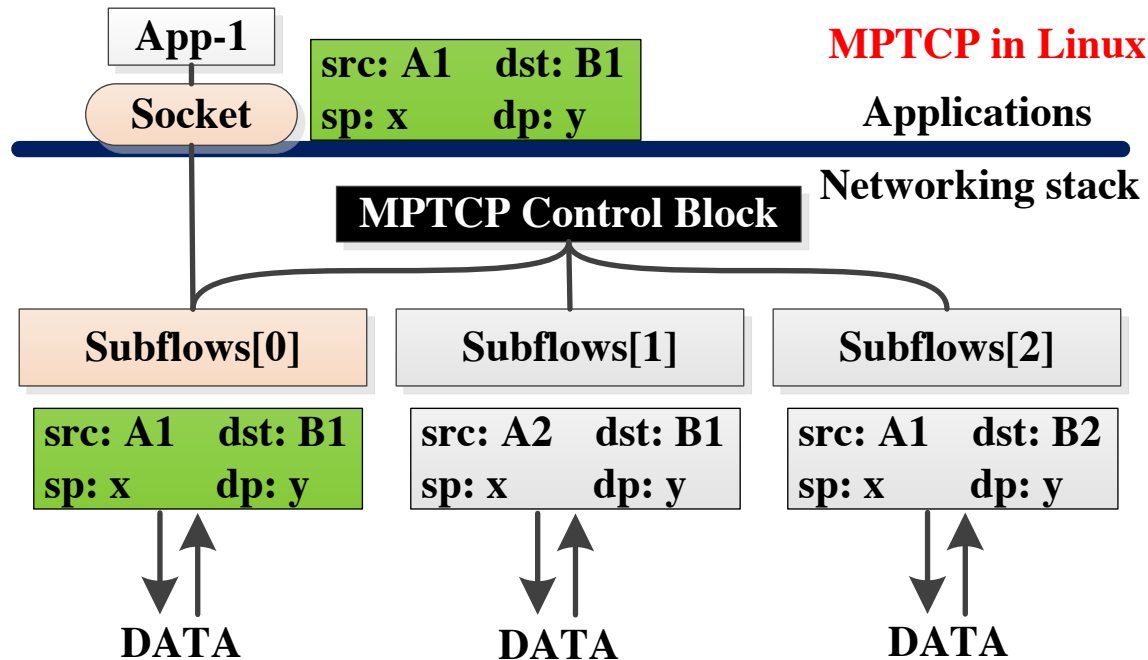 App-1
MPTCP in Linux
src: A1 dst: B1
sp: x dp: y
Socket
Applications
Networking stack
MPTCP Control Block
Subflows[0]
Subflows[1]
Subflows[2]
src: A1 dst: B1
sp: x dp: y
src: A2 dst: B1
sp: x dp: y
src: A1 dst: B2
sp: x dp: y
DATA
DATA
DATA